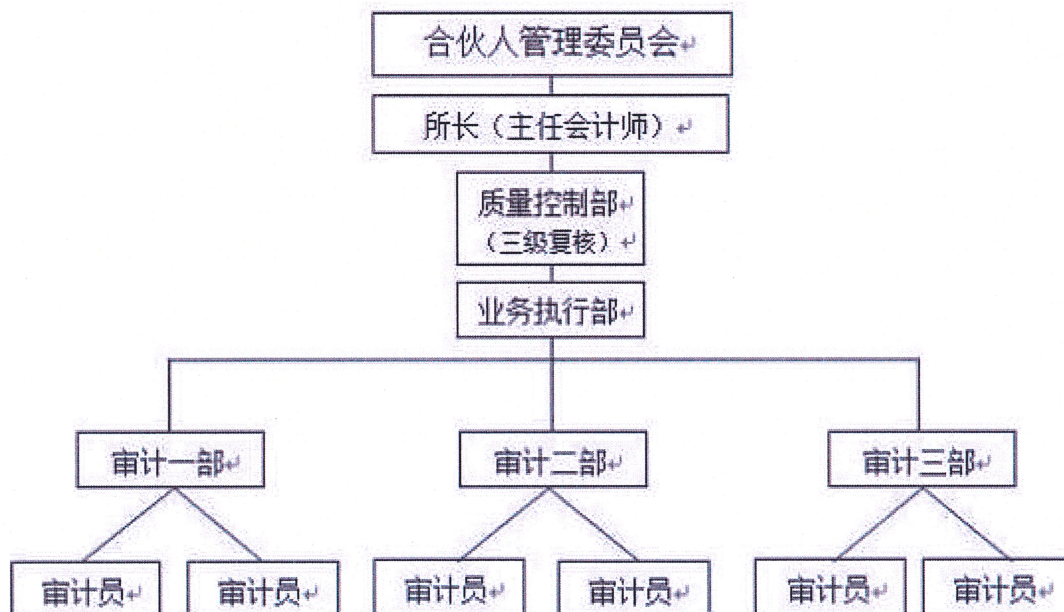 合伙人管理委员会
所长（主任会计师）
质量控制部
（三级复核）
业务执行部
审计一部
审计二部
审计三部
审计员
审计员
审计员
审计员
审计员
审计员